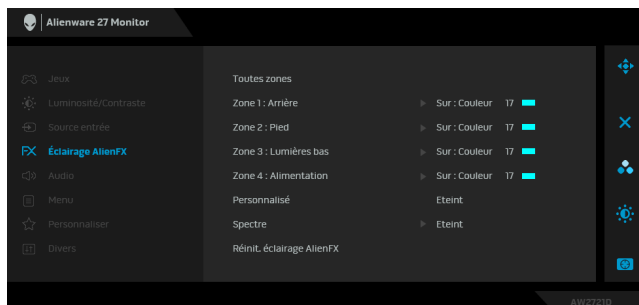 Alienware 27 Monitor
Jeux
Luminosité/Contraste
Source entrée
FX Éclairage AlienFX
Audio
Menu
Personnaliser
Divers
Toutes zones
Zone 1 : Arrière Sur : Couleur 17
Zone 2 : Pied Sur : Couleur 17
Zone 3 : Lumières bas Sur : Couleur 17
Zone 4 : Alimentation Sur : Couleur 17
Personnalisé Eteint
Spectre Eteint
Réinit. éclairage AlienFX
AW2721D